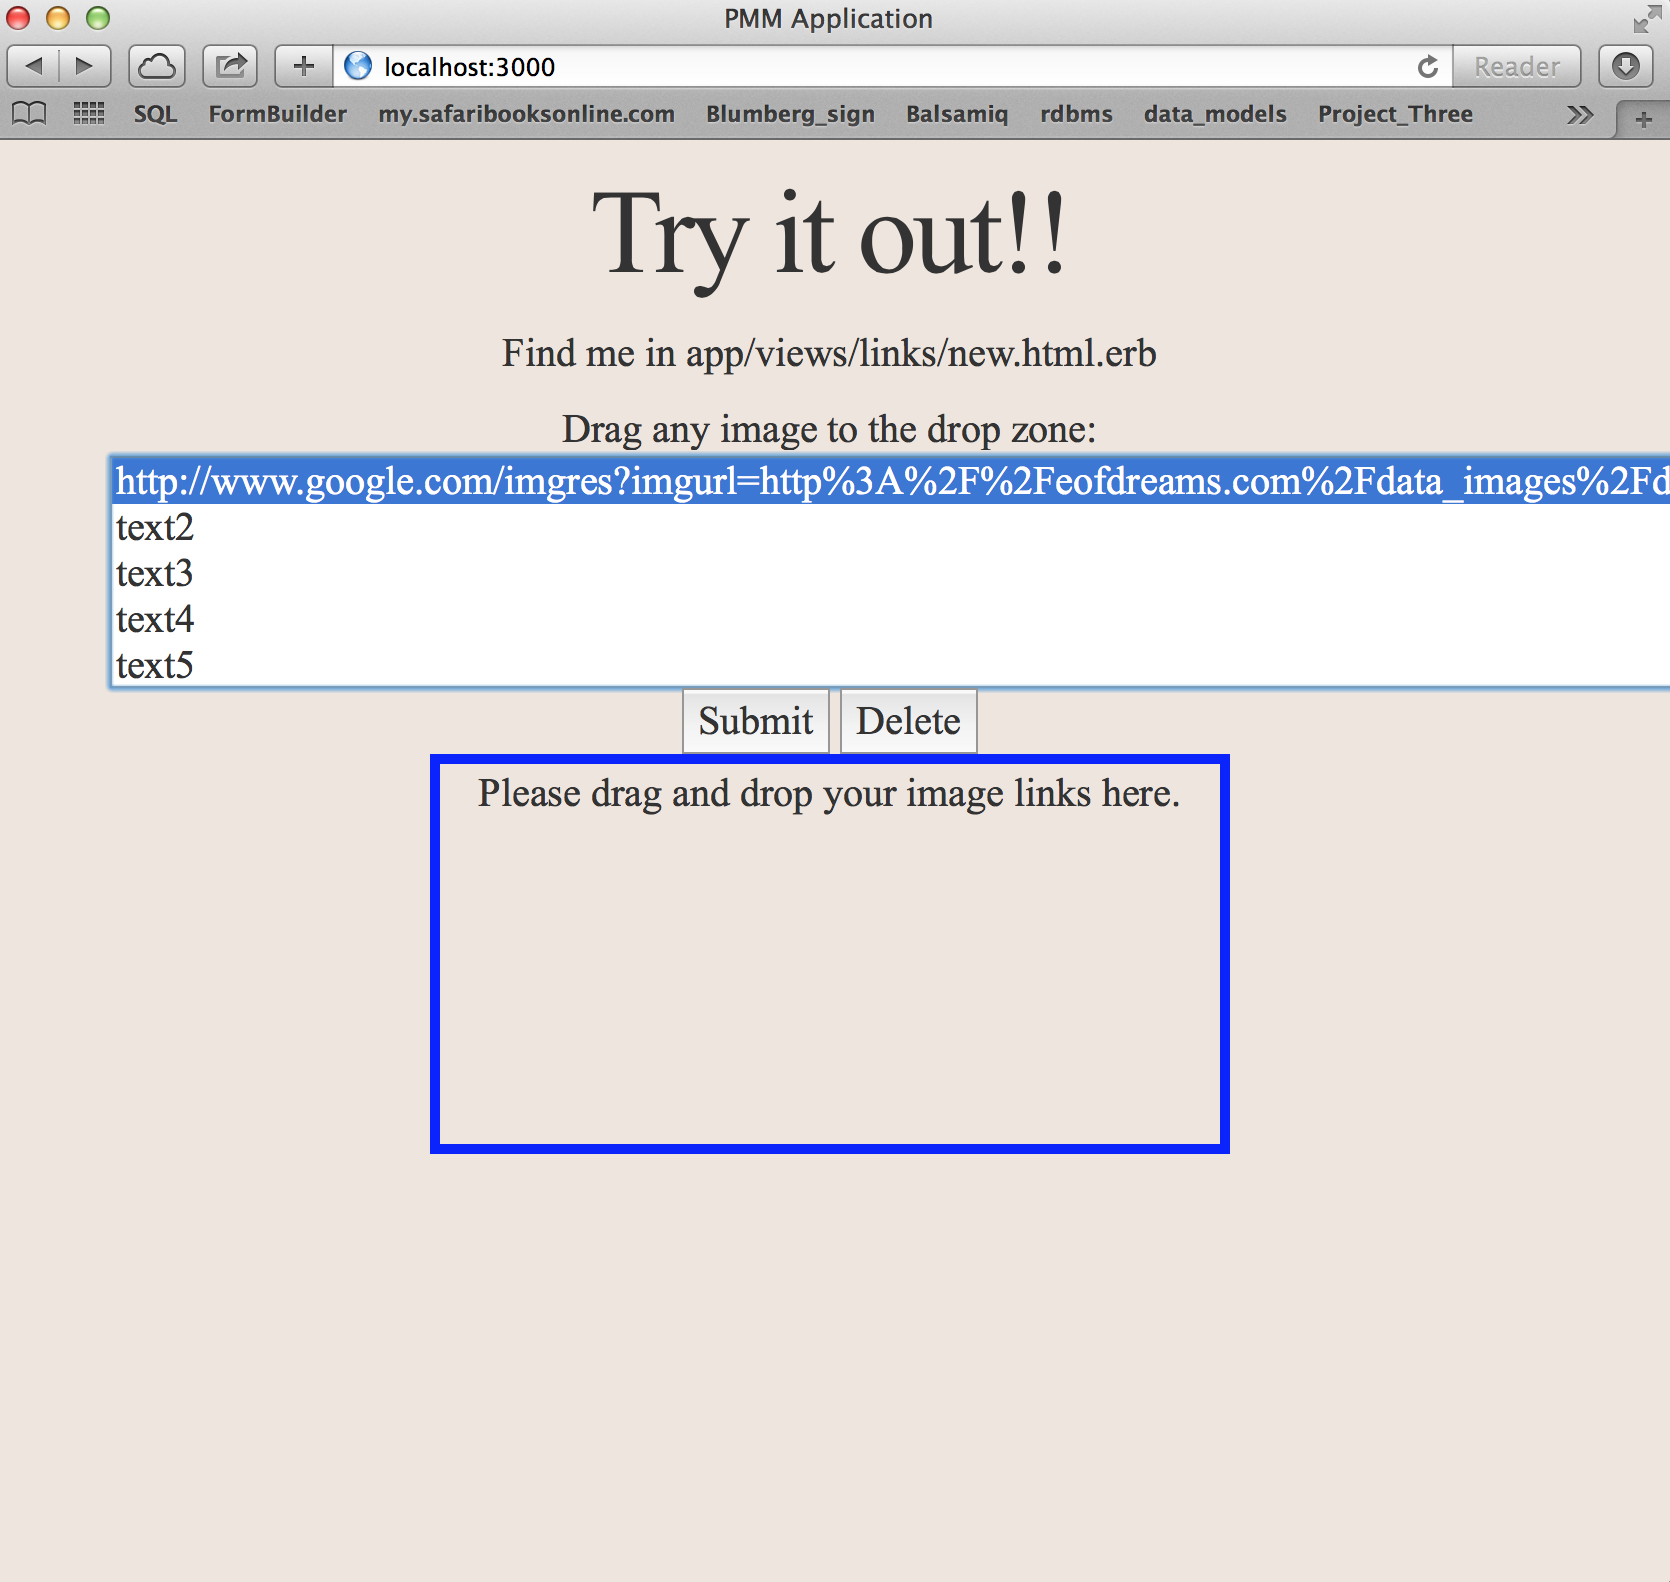 PMM Application
localhost:3000
Reader
SQL FormBuilder my.safaribooksonline.com Blumberg_sign Balsamiq rdbms data_models Project_Three
Try it out!!
Find me in app/views/links/new.html.erb
Drag any image to the drop zone:
http://www.google.com/imgres?imgurl=http%3A%2F%2Feofdreams.com%2Fdata_images%2Fd
text2
text3
text4
text5
Submit Delete
Please drag and drop your image links here.